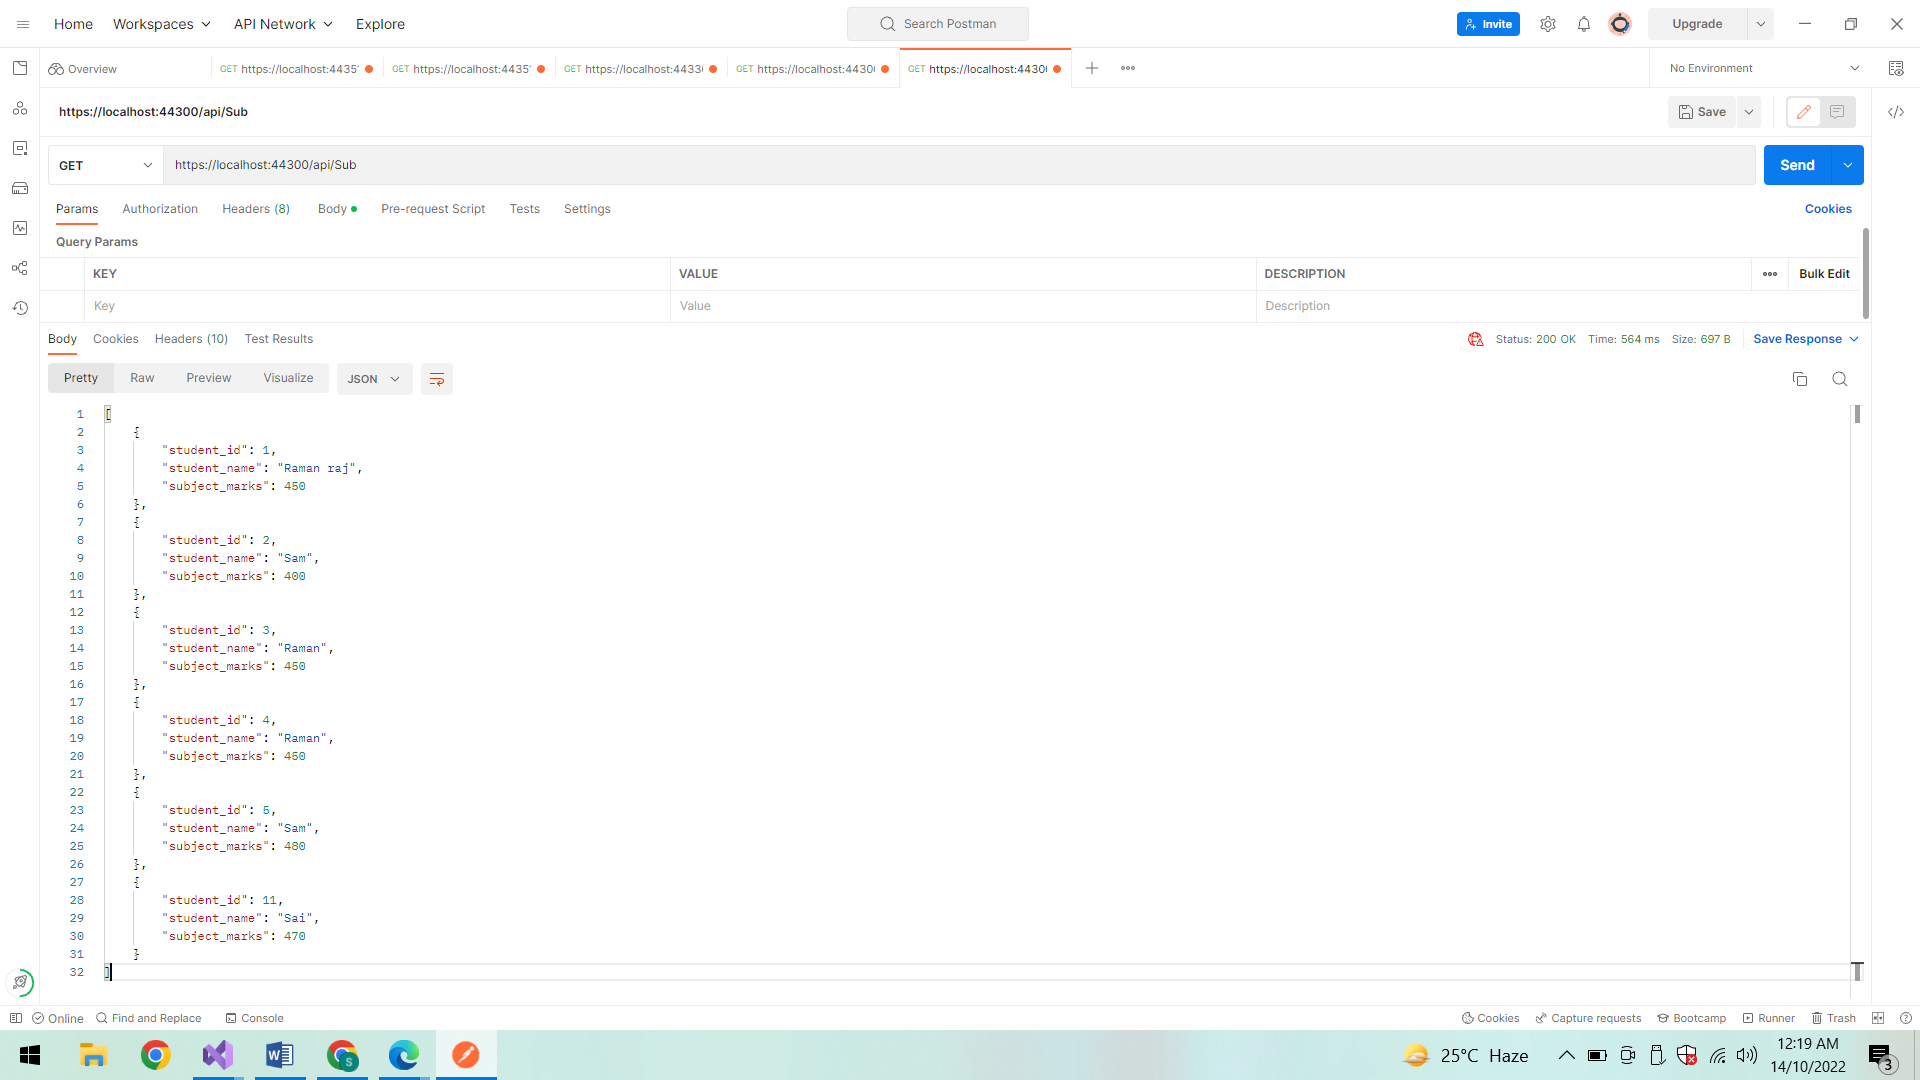 Home Workspaces API Network Explore Search Postman Invite Upgrade
Overview GET https://localhost:4435 GET https://localhost:4435 GET https://localhost:4433 GET https://localhost:4430 GET https://localhost:4430 No Environment
https://localhost:44300/api/Sub Save
GET https://localhost:44300/api/Sub Send
Params Authorization Headers (8) Body Pre-request Script Tests Settings Cookies
Query Params
KEY VALUE DESCRIPTION Bulk Edit
Key Value Description
Body Cookies Headers (10) Test Results Status: 200 OK Time: 564 ms Size: 697 B Save Response
Pretty Raw Preview Visualize JSON
1 [
2 {
3 "student_id": 1,
4 "student_name": "Raman raj",
5 "subject_marks": 450
6 },
7 {
8 "student_id": 2,
9 "student_name": "Sam",
10 "subject_marks": 400
11 },
12 {
13 "student_id": 3,
14 "student_name": "Raman",
15 "subject_marks": 450
16 },
17 {
18 "student_id": 4,
19 "student_name": "Raman",
20 "subject_marks": 450
21 },
22 {
23 "student_id": 5,
24 "student_name": "Sam",
25 "subject_marks": 480
26 },
27 {
28 "student_id": 11,
29 "student_name": "Sai",
30 "subject_marks": 470
31 }
32 ]
Online Find and Replace Console Cookies Capture requests Bootcamp Runner Trash
25°C Haze 12:19 AM
14/10/2022 3